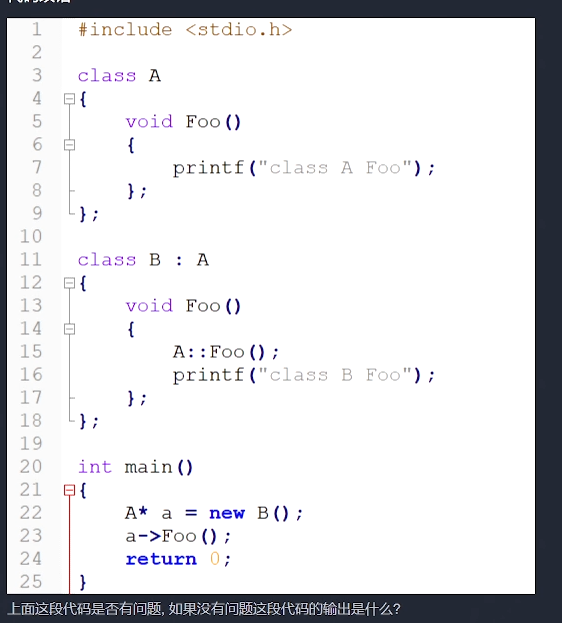 1 #include <stdio.h>
2
3 class A
4 {
5 void Foo()
6 {
7 printf("class A Foo");
8 };
9 };
10
11 class B : A
12 {
13 void Foo()
14 {
15 A::Foo();
16 printf("class B Foo");
17 };
18 };
19
20 int main()
21 {
22 A* a = new B();
23 a->Foo();
24 return 0;
25 }
上面这段代码是否有问题, 如果没有问题这段代码的输出是什么?